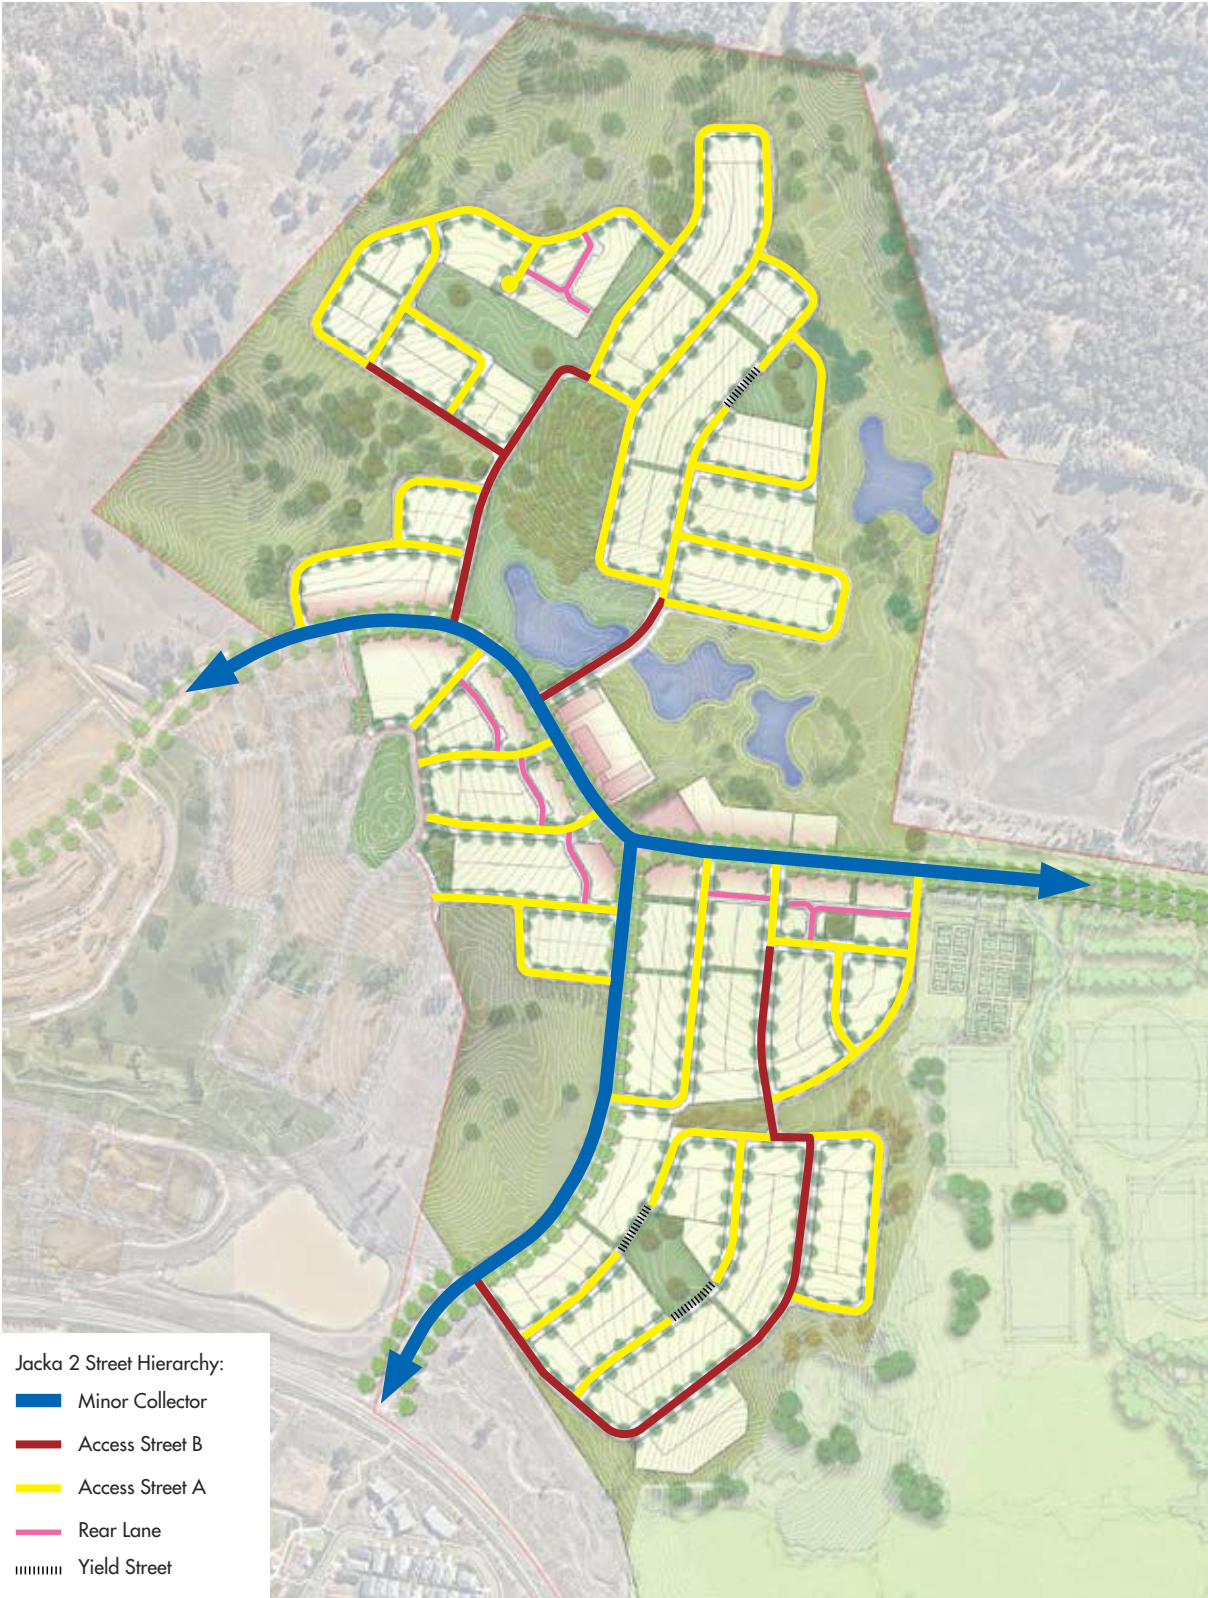 Jacka 2 Street Hierarchy:
Minor Collector
Access Street B
Access Street A
Rear Lane
Yield Street